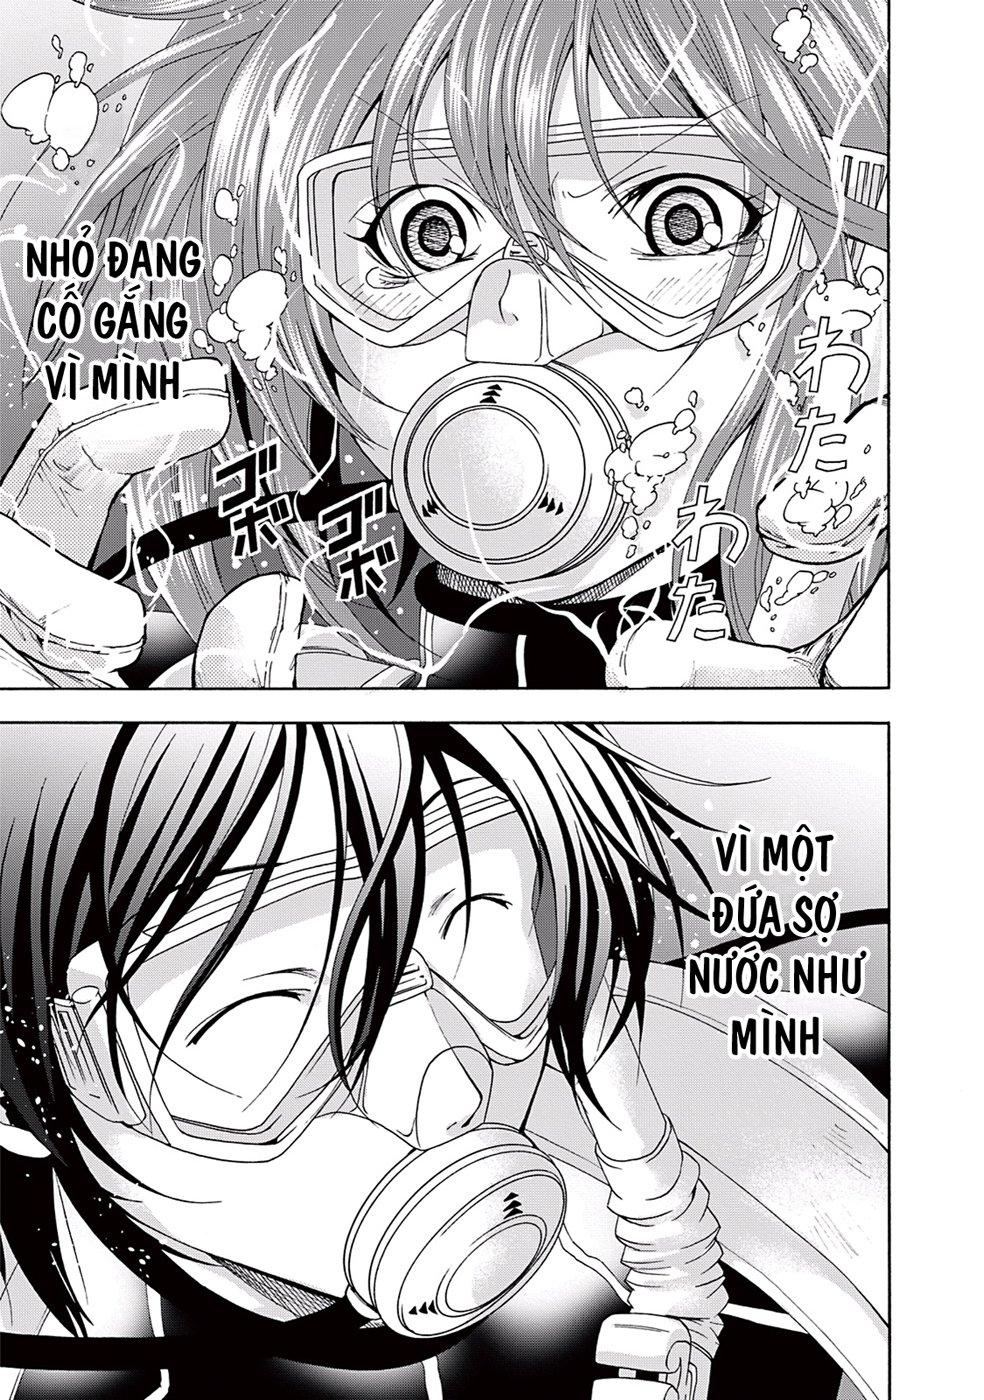 NHỎ ĐANG
CỐ GẮNG
VÌ MÌNH
わた
わた
ゴボ
ゴボ
VÌ MỘT
ĐỨA SỢ
NƯỚC NHƯ
MÌNH